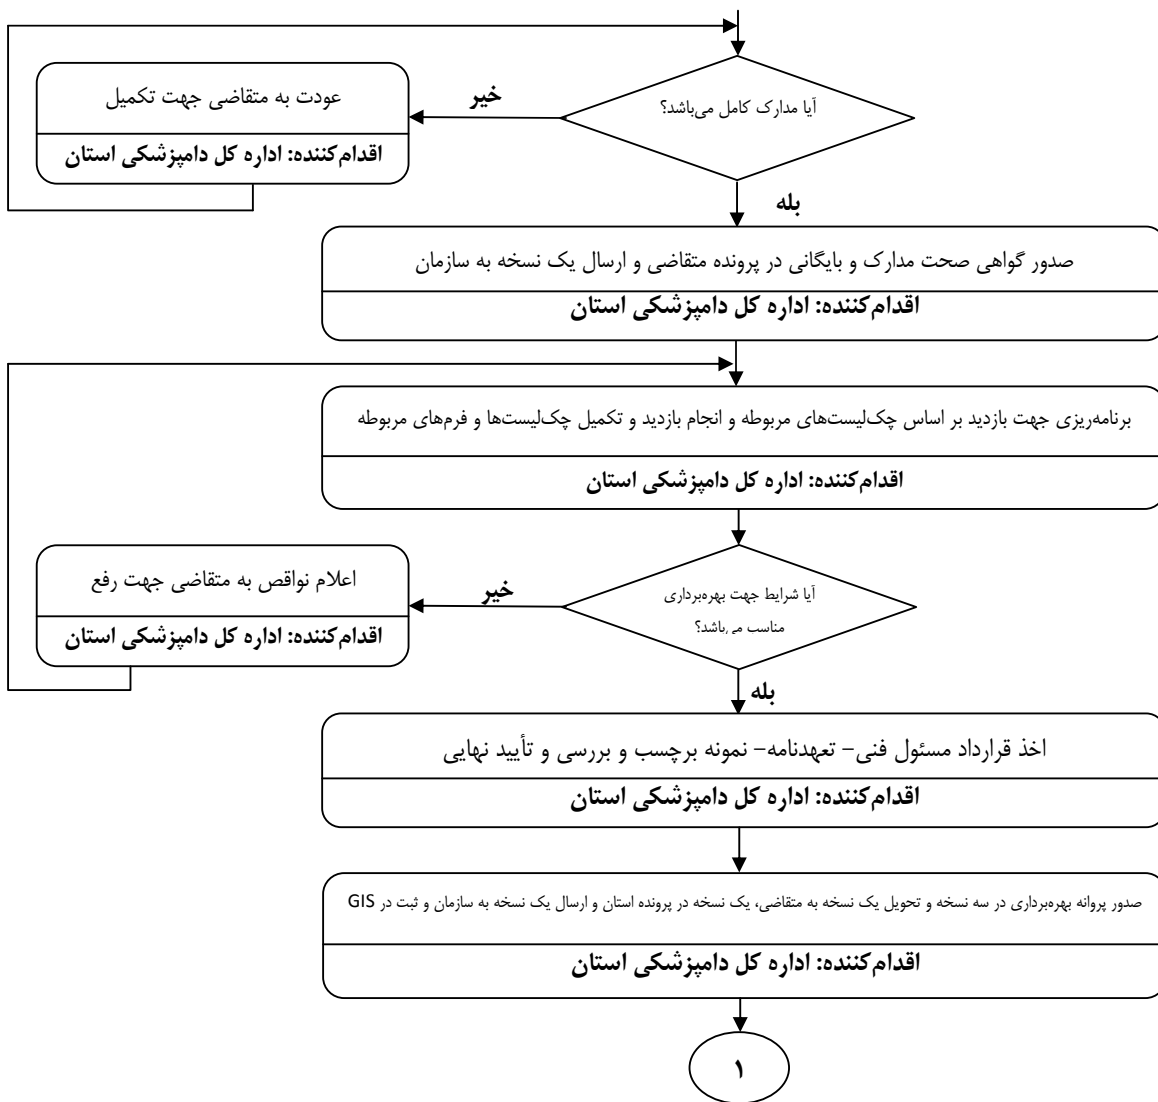 آیا مدارک کامل می‌باشد؟
خیر
عودت به متقاضی جهت تکمیل
اقدام‌کننده: اداره کل دامپزشکی استان
بله
صدور گواهی صحت مدارک و بایگانی در پرونده متقاضی و ارسال یک نسخه به سازمان
اقدام‌کننده: اداره کل دامپزشکی استان
برنامه‌ریزی جهت بازدید بر اساس چک‌لیست‌های مربوطه و انجام بازدید و تکمیل چک‌لیست‌ها و فرم‌های مربوطه
اقدام‌کننده: اداره کل دامپزشکی استان
آیا شرایط جهت بهره‌برداری
مناسب می‌باشد؟
خیر
اعلام نواقص به متقاضی جهت رفع
اقدام‌کننده: اداره کل دامپزشکی استان
بله
اخذ قرارداد مسئول فنی– تعهدنامه– نمونه برچسب و بررسی و تأیید نهایی
اقدام‌کننده: اداره کل دامپزشکی استان
صدور پروانه بهره‌برداری در سه نسخه و تحویل یک نسخه به متقاضی، یک نسخه در پرونده استان و ارسال یک نسخه به سازمان و ثبت در GIS
اقدام‌کننده: اداره کل دامپزشکی استان
۱